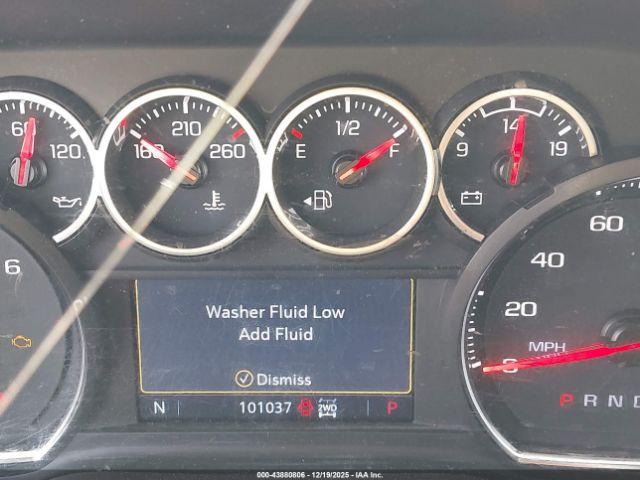 60 210 1/2 14
120 180 260 E F 9 19
6 60
40
20
MPH
Washer Fluid Low
Add Fluid
Dismiss
N 101037 2WD P
P R N D
000-43880806 - 12/19/2025 - IAA Inc.